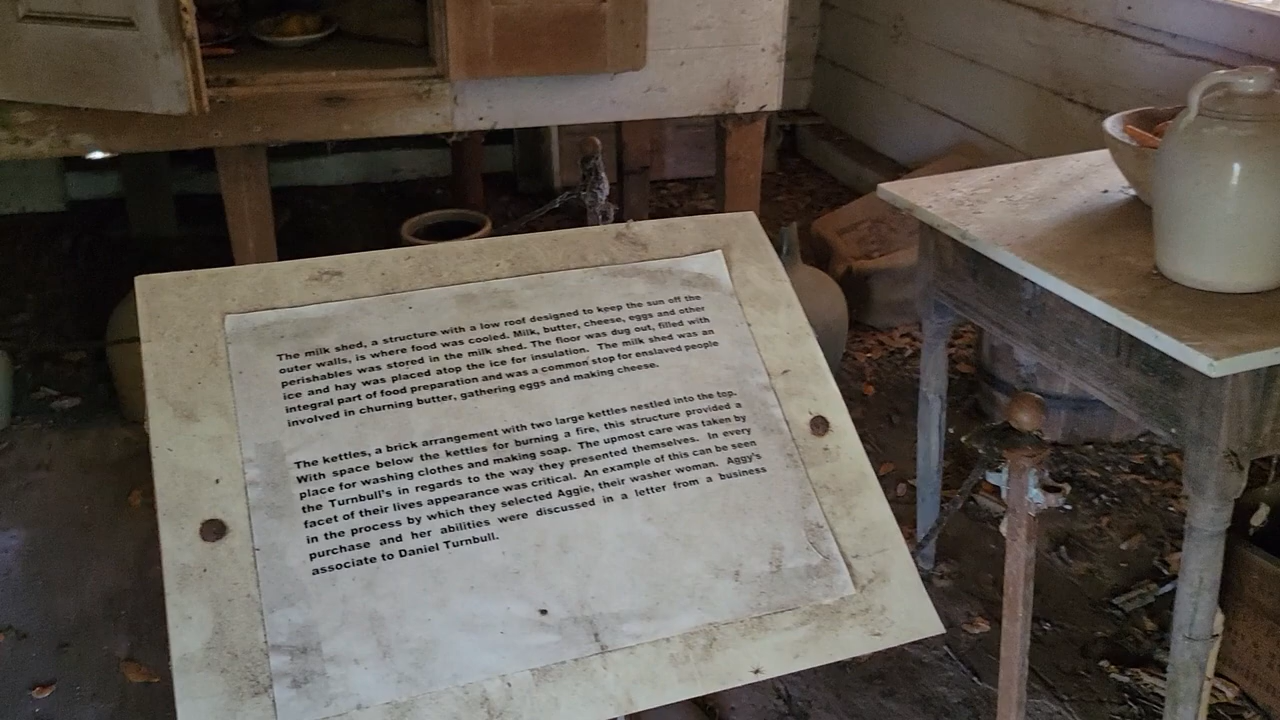 The milk shed, a structure with a low roof designed to keep the sun off the
outer walls, is where food was cooled. Milk, butter, cheese, eggs and other
perishables was stored in the milk shed. The floor was dug out, filled with
ice and hay was placed atop the ice for insulation. The milk shed was an
integral part of food preparation and was a common stop for enslaved people
involved in churning butter, gathering eggs and making cheese.
The kettles, a brick arrangement with two large kettles nestled into the top.
With space below the kettles for burning a fire, this structure provided a
place for washing clothes and making soap. The upmost care was taken by
the Turnbull's in regards to the way they presented themselves. In every
facet of their lives appearance was critical. An example of this can be seen
in the process by which they selected Aggie, their washer woman. Aggy's
purchase and her abilities were discussed in a letter from a business
associate to Daniel Turnbull.